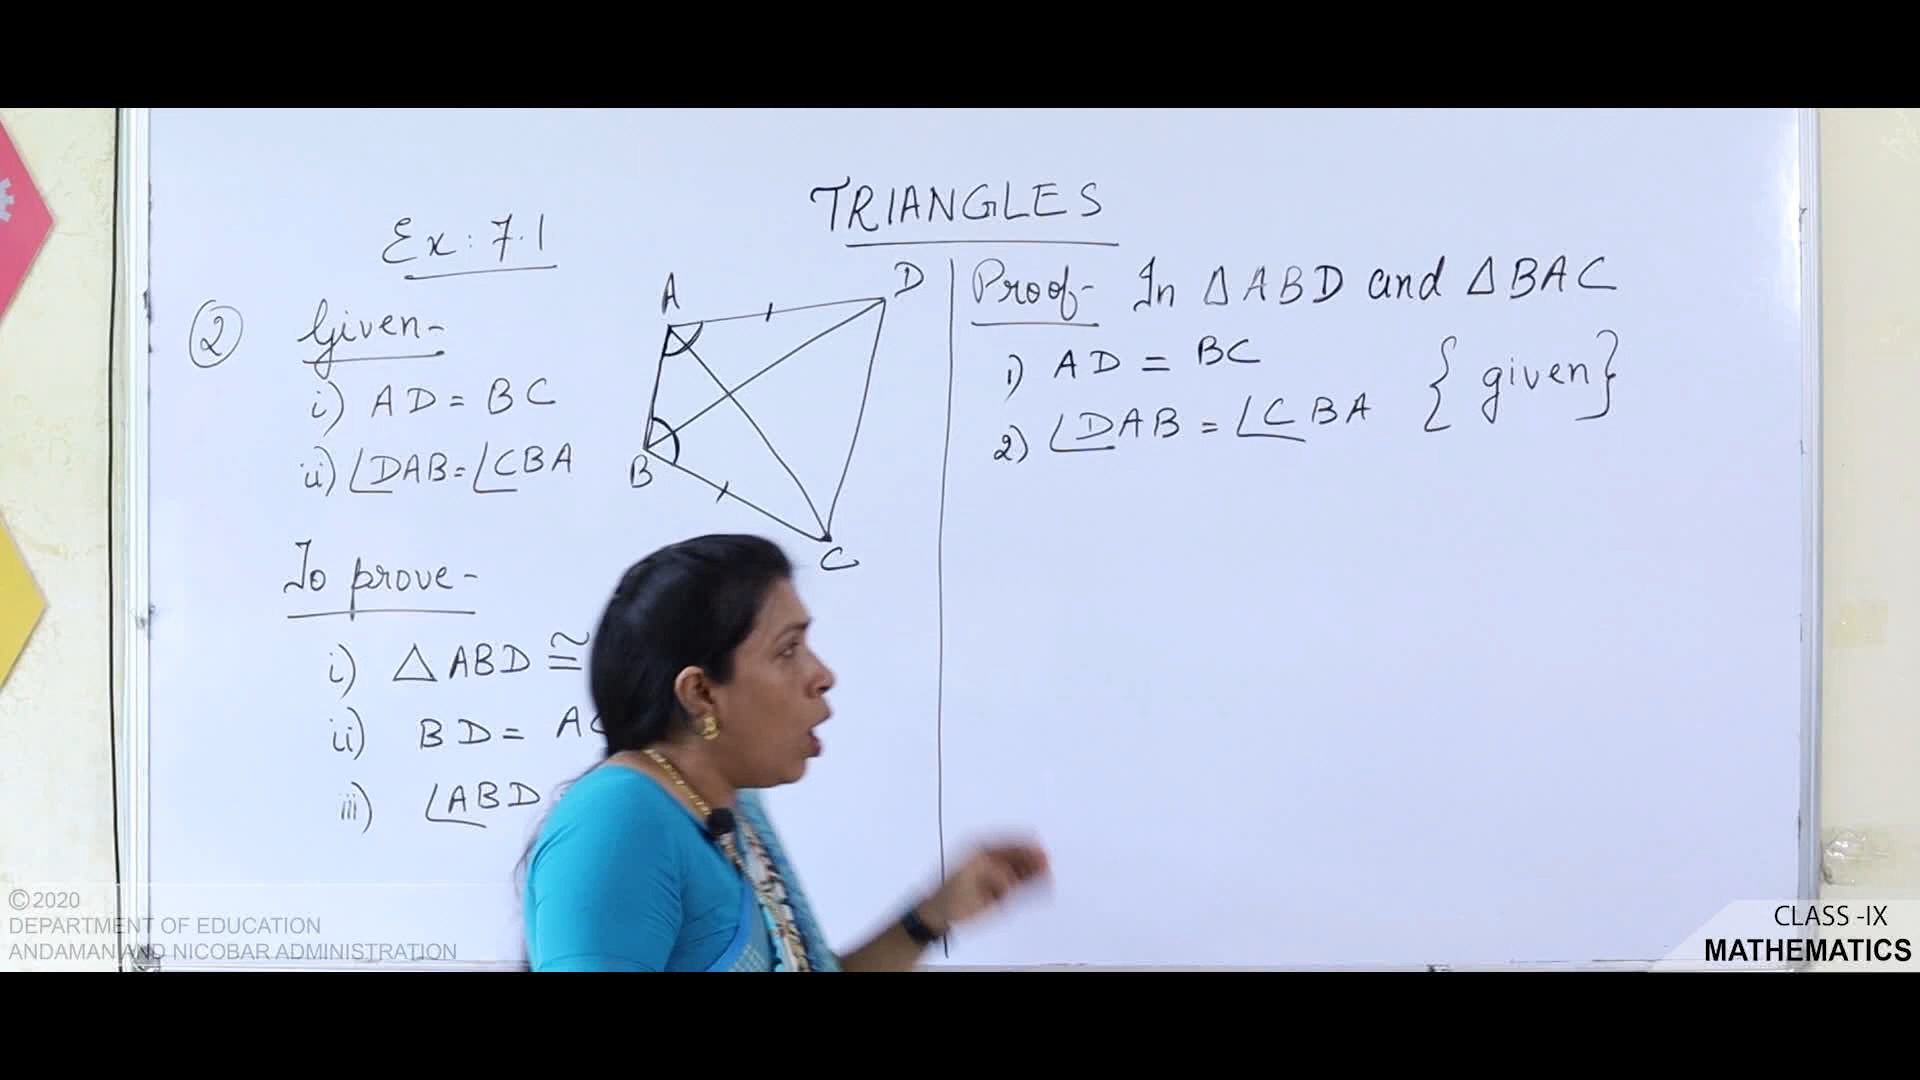 TRIANGLES
Ex: 7.1
② Given-
i) AD = BC
ii) ∠DAB = ∠CBA
To prove-
i) △ABD ≅
ii) BD = AC
iii) ∠ABD
A
D
B
C
Proof- In △ABD and △BAC
1) AD = BC
2) ∠DAB = ∠CBA { given }
©2020
DEPARTMENT OF EDUCATION
ANDAMAN AND NICOBAR ADMINISTRATION
CLASS -IX
MATHEMATICS